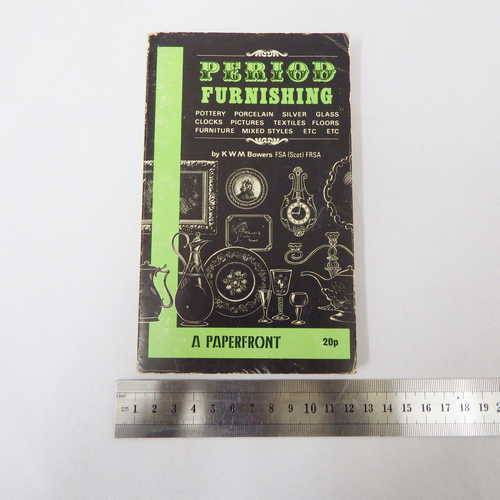 PERIOD
FURNISHING
POTTERY PORCELAIN SILVER GLASS
CLOCKS PICTURES TEXTILES FLOORS
FURNITURE MIXED STYLES ETC ETC
by K W M Bowers FSA (Scot) FRSA
A PAPERFRONT 20p
1 2 3 4 5 6 7 8 9 10 11 12 13 14 15 16 17 18 19 2